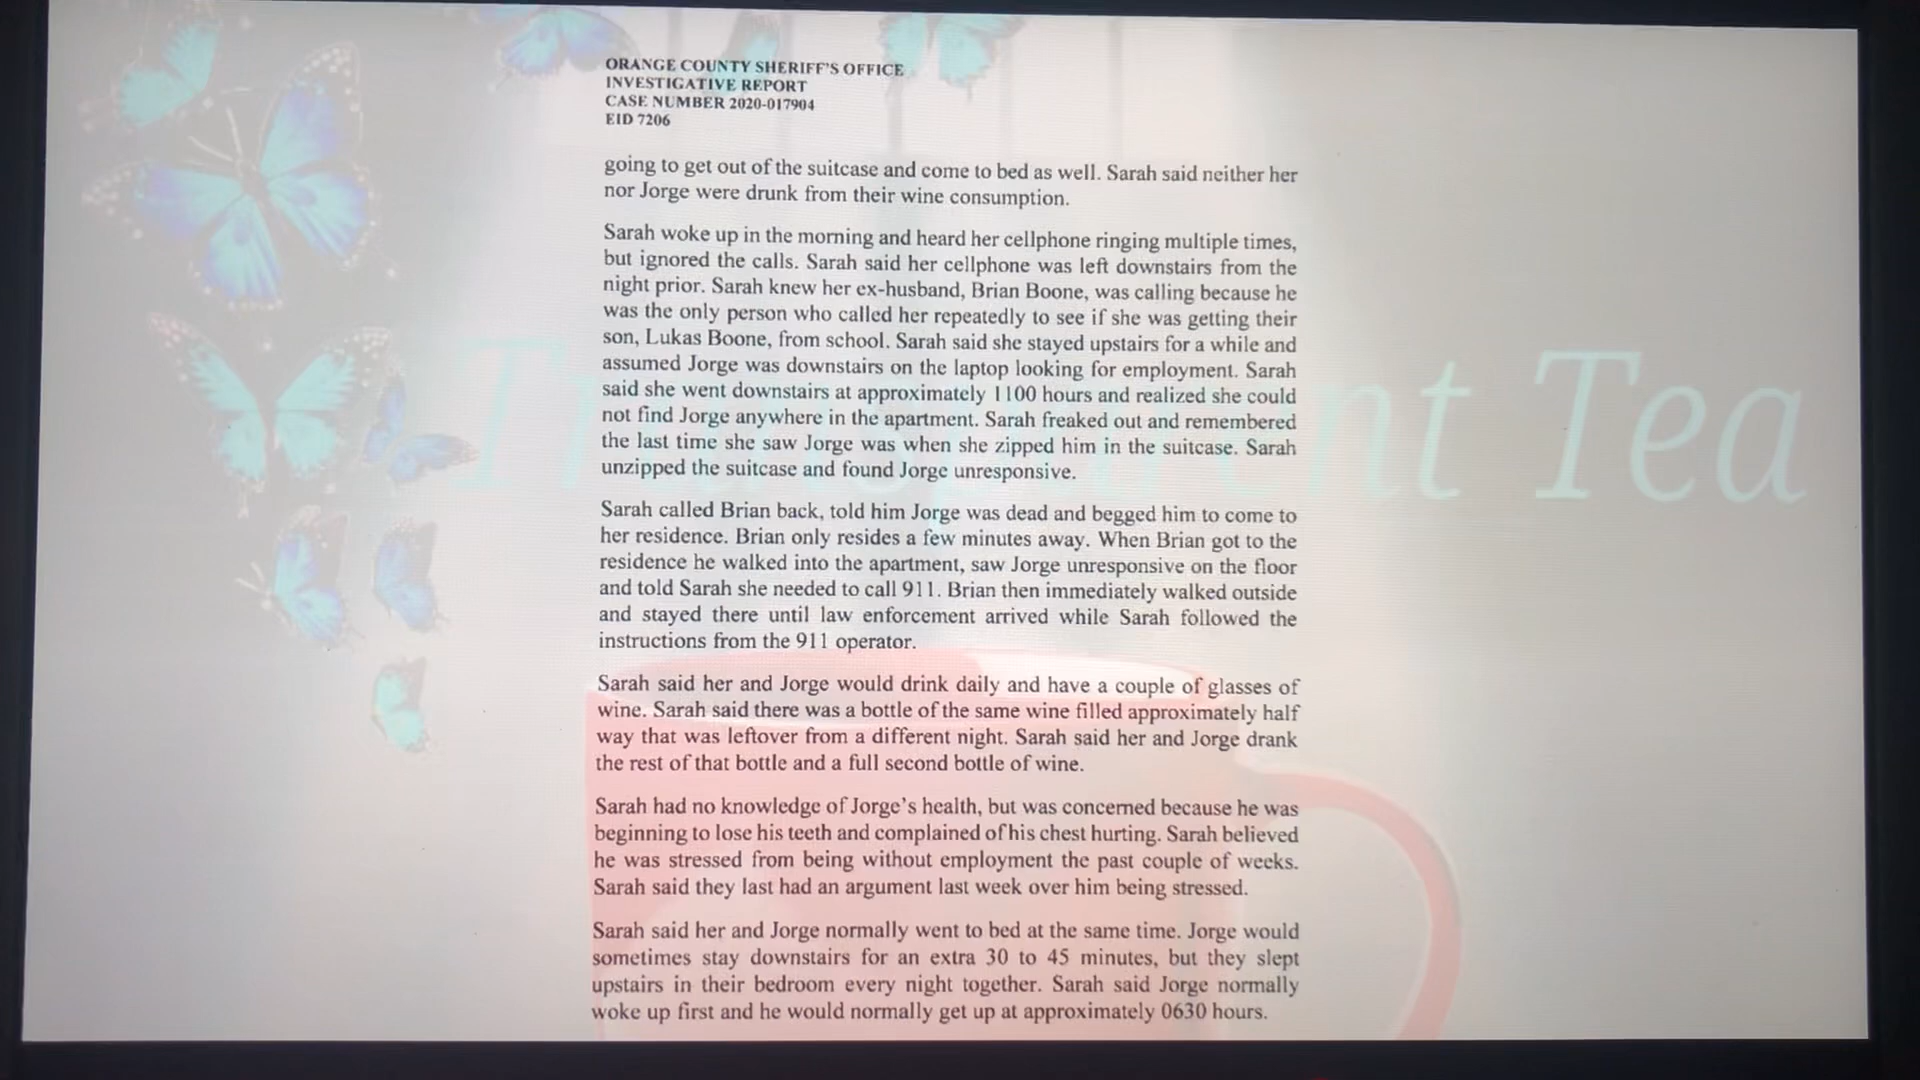 ORANGE COUNTY SHERIFF'S OFFICE
INVESTIGATIVE REPORT
CASE NUMBER 2020-017904
EID 7206
going to get out of the suitcase and come to bed as well. Sarah said neither her
nor Jorge were drunk from their wine consumption.
Sarah woke up in the morning and heard her cellphone ringing multiple times,
but ignored the calls. Sarah said her cellphone was left downstairs from the
night prior. Sarah knew her ex-husband, Brian Boone, was calling because he
was the only person who called her repeatedly to see if she was getting their
son, Lukas Boone, from school. Sarah said she stayed upstairs for a while and
assumed Jorge was downstairs on the laptop looking for employment. Sarah
said she went downstairs at approximately 1100 hours and realized she could
not find Jorge anywhere in the apartment. Sarah freaked out and remembered
the last time she saw Jorge was when she zipped him in the suitcase. Sarah
unzipped the suitcase and found Jorge unresponsive.
Sarah called Brian back, told him Jorge was dead and begged him to come to
her residence. Brian only resides a few minutes away. When Brian got to the
residence he walked into the apartment, saw Jorge unresponsive on the floor
and told Sarah she needed to call 911. Brian then immediately walked outside
and stayed there until law enforcement arrived while Sarah followed the
instructions from the 911 operator.
Sarah said her and Jorge would drink daily and have a couple of glasses of
wine. Sarah said there was a bottle of the same wine filled approximately half
way that was leftover from a different night. Sarah said her and Jorge drank
the rest of that bottle and a full second bottle of wine.
Sarah had no knowledge of Jorge's health, but was concerned because he was
beginning to lose his teeth and complained of his chest hurting. Sarah believed
he was stressed from being without employment the past couple of weeks.
Sarah said they last had an argument last week over him being stressed.
Sarah said her and Jorge normally went to bed at the same time. Jorge would
sometimes stay downstairs for an extra 30 to 45 minutes, but they slept
upstairs in their bedroom every night together. Sarah said Jorge normally
woke up first and he would normally get up at approximately 0630 hours.
Tea